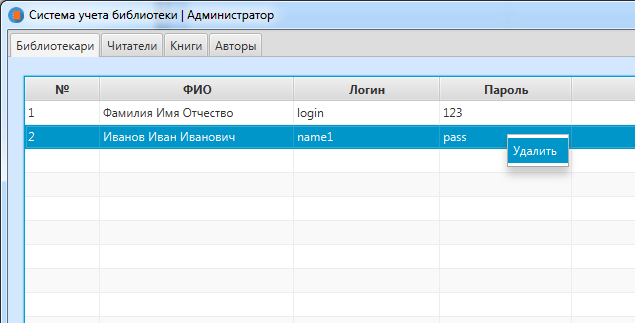 Система учета библиотеки | Администратор
Библиотекари Читатели Книги Авторы
№ ФИО Логин Пароль
1 Фамилия Имя Отчество login 123
2 Иванов Иван Иванович name1 pass
Удалить